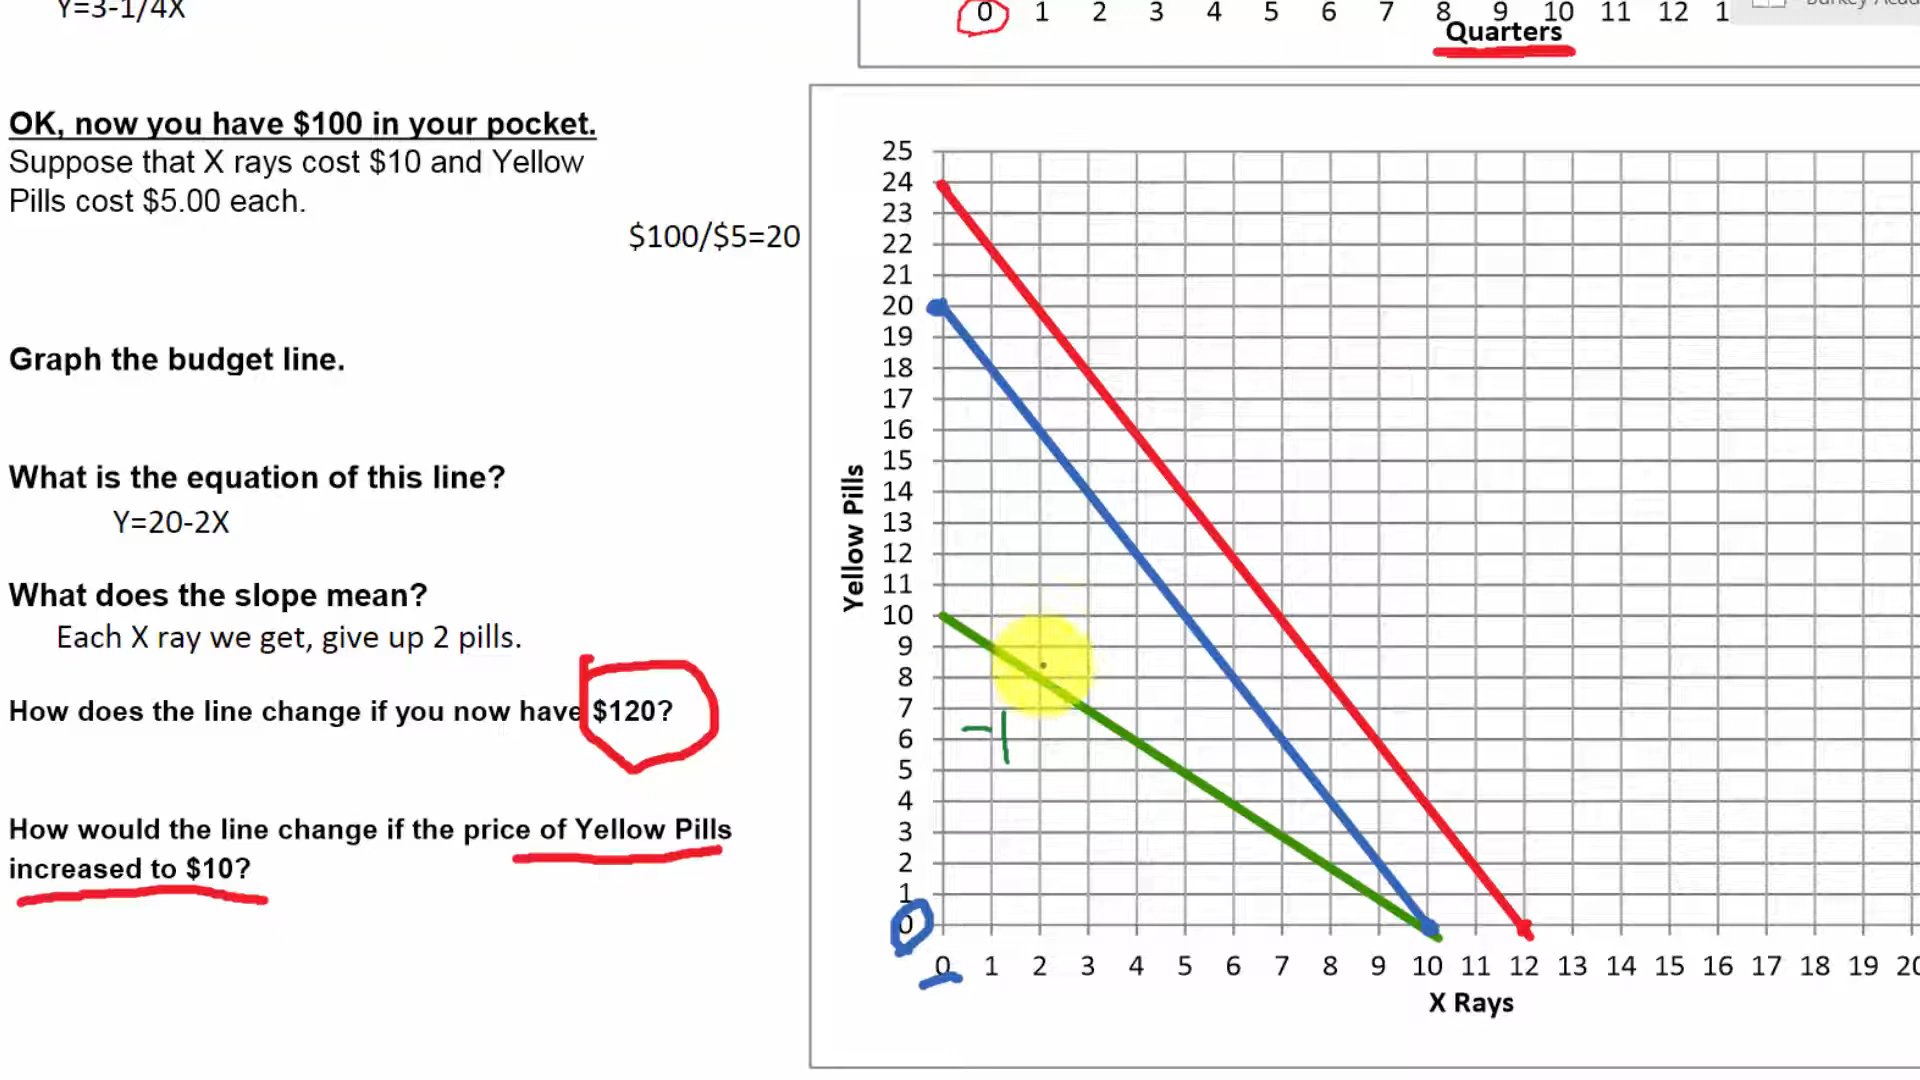 Y=3-1/4X
0 1 2 3 4 5 6 7 8 9 10 11 12 1
Quarters
OK, now you have $100 in your pocket.
Suppose that X rays cost $10 and Yellow
Pills cost $5.00 each.
$100/$5=20
Graph the budget line.
What is the equation of this line?
Y=20-2X
What does the slope mean?
Each X ray we get, give up 2 pills.
How does the line change if you now have $120?
How would the line change if the price of Yellow Pills
increased to $10?
Yellow Pills
25
24
23
22
21
20
19
18
17
16
15
14
13
12
11
10
9
8
7
6
5
4
3
2
1
0
-1
0 1 2 3 4 5 6 7 8 9 10 11 12 13 14 15 16 17 18 19 20
X Rays